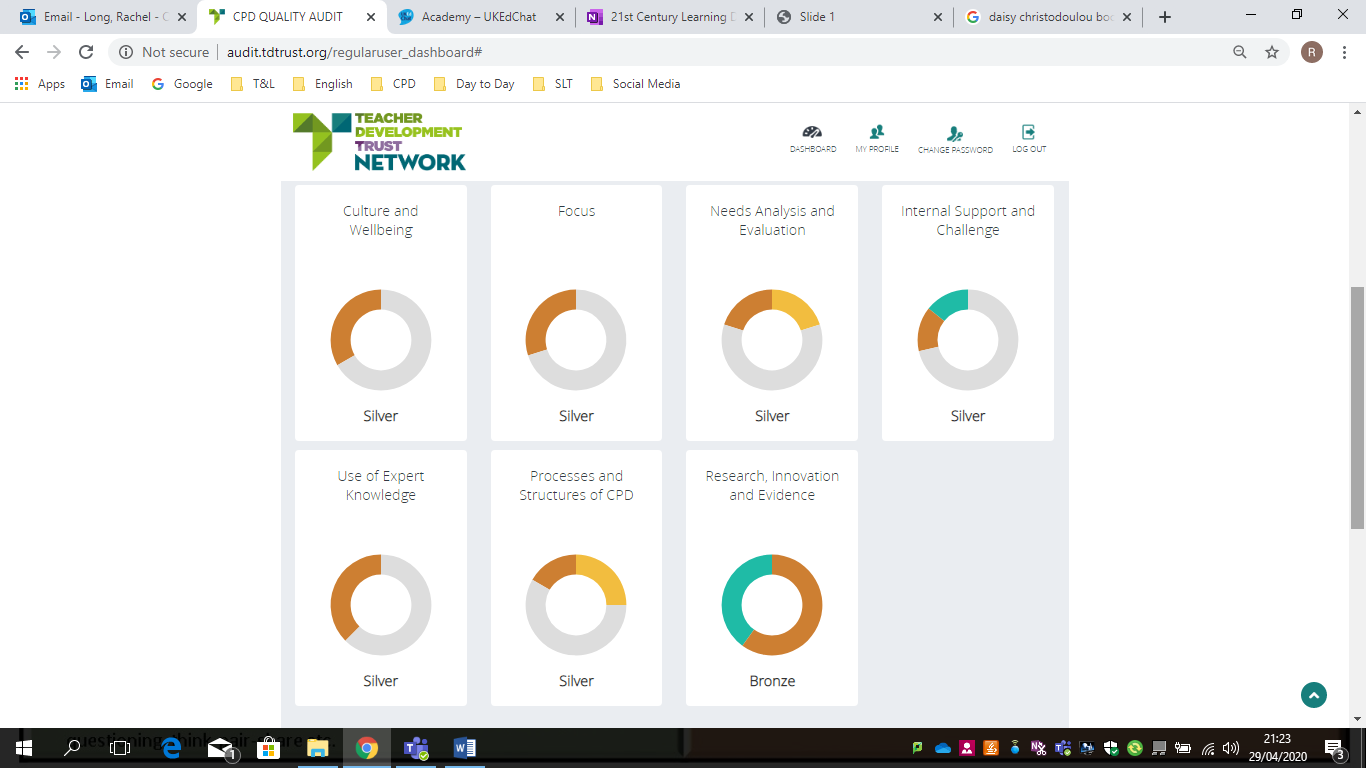 Email - Long, Rachel - C
CPD QUALITY AUDIT
Academy – UKEdChat
21st Century Learning D
Slide 1
daisy christodoulou boo
Not secure
audit.tdtrust.org/regularuser_dashboard#
R
Apps
Email
Google
T&L
English
CPD
Day to Day
SLT
Social Media
TEACHER
DEVELOPMENT
TRUST
NETWORK
DASHBOARD
MY PROFILE
CHANGE PASSWORD
LOG OUT
Culture and
Wellbeing
Silver
Focus
Silver
Needs Analysis and
Evaluation
Silver
Internal Support and
Challenge
Silver
Use of Expert
Knowledge
Silver
Processes and
Structures of CPD
Silver
Research, Innovation
and Evidence
Bronze
1
21:23
29/04/2020
3